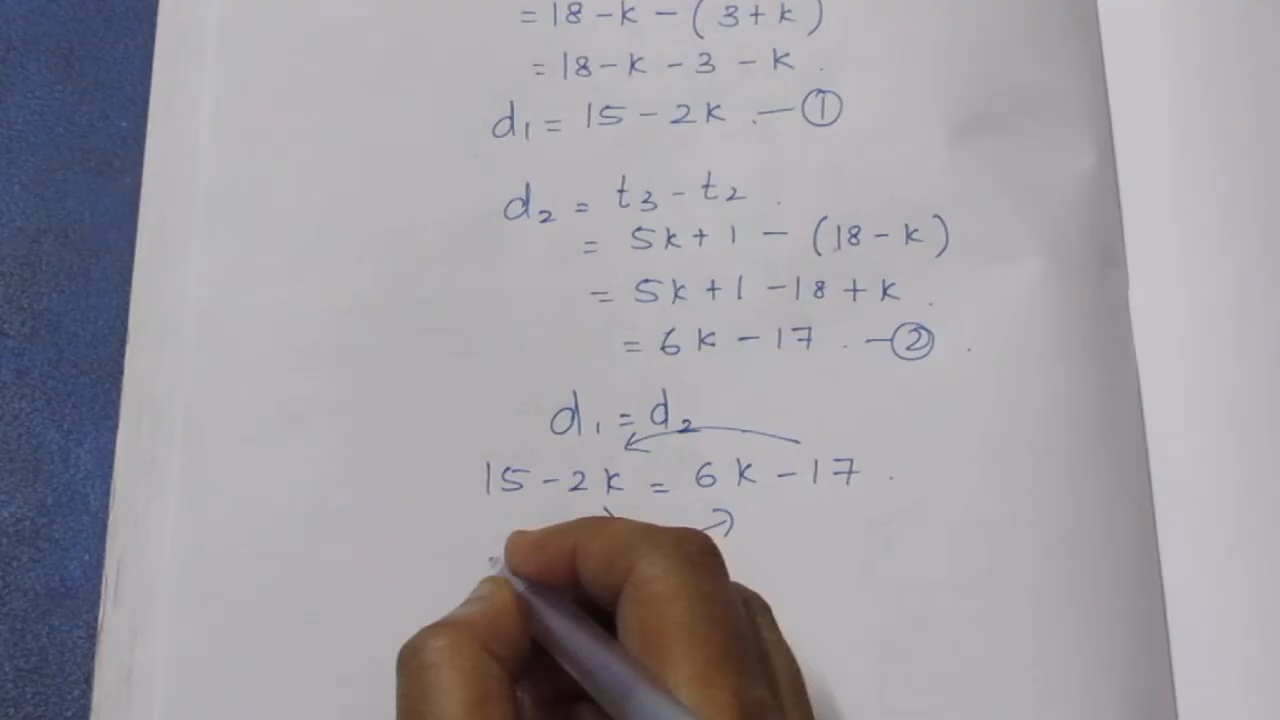 = 18 - k - ( 3 + k )
= 18 - k - 3 - k .
d₁ = 15 - 2k . — ①
d₂ = t₃ - t₂ .
= 5k + 1 - (18 - k)
= 5k + 1 - 18 + k .
= 6k - 17 . — ② .
d₁ = d₂
15 - 2k = 6k - 17 .